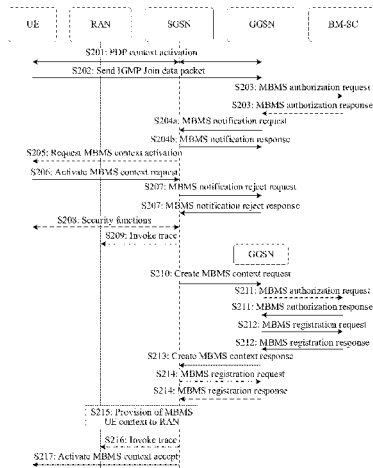 UE RAN SGSN GGSN BM-SC
S201: PDP context activation
S202: Send IGMP Join data packet
S203: MBMS authorization request
S203: MBMS authorization response
S204a: MBMS notification request
S204b: MBMS notification response
S205: Request MBMS context activation
S206: Activate MBMS context request
S207: MBMS notification reject request
S207: MBMS notification reject response
S208: Security functions
S209: Invoke trace
GGSN
S210: Create MBMS context request
S211: MBMS authorization request
S211: MBMS authorization response
S212: MBMS registration request
S212: MBMS registration response
S213: Create MBMS context response
S214: MBMS registration request
S214: MBMS registration response
S215: Provision of MBMS
UE context to RAN
S216: Invoke trace
S217: Activate MBMS context accept